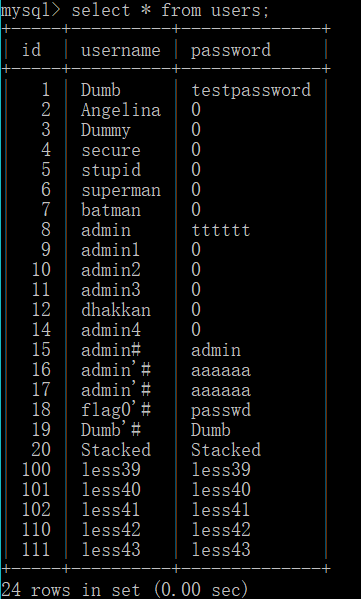 mysql> select * from users;
+-----+----------+--------------+
| id | username | password |
+-----+----------+--------------+
| 1 | Dumb | testpassword |
| 2 | Angelina | 0 |
| 3 | Dummy | 0 |
| 4 | secure | 0 |
| 5 | stupid | 0 |
| 6 | superman | 0 |
| 7 | batman | 0 |
| 8 | admin | tttttt |
| 9 | admin1 | 0 |
| 10 | admin2 | 0 |
| 11 | admin3 | 0 |
| 12 | dhakkan | 0 |
| 14 | admin4 | 0 |
| 15 | admin# | admin |
| 16 | admin'# | aaaaaa |
| 17 | admin'# | aaaaaa |
| 18 | flag0'# | passwd |
| 19 | Dumb'# | Dumb |
| 20 | Stacked | Stacked |
| 100 | less39 | less39 |
| 101 | less40 | less40 |
| 102 | less41 | less41 |
| 110 | less42 | less42 |
| 111 | less43 | less43 |
+-----+----------+--------------+
24 rows in set (0.00 sec)